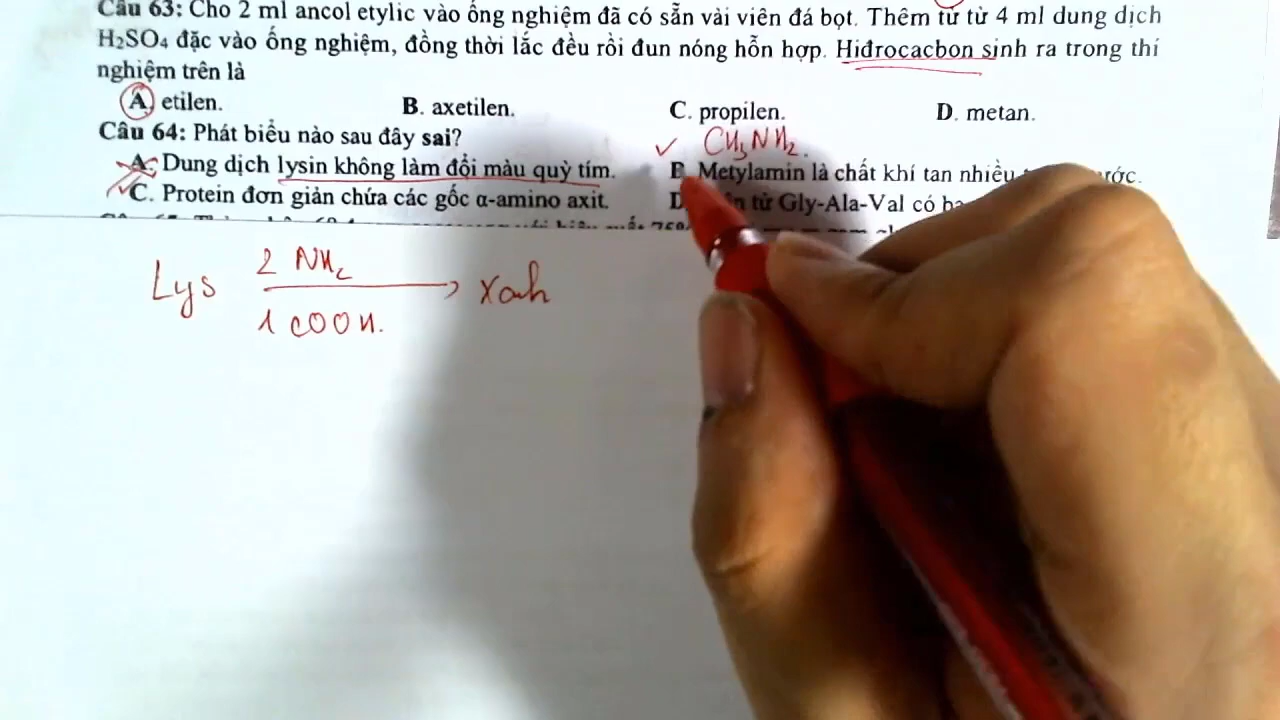 Câu 63: Cho 2 ml ancol etylic vào ống nghiệm đã có sẵn vài viên đá bọt. Thêm từ từ 4 ml dung dịch
H₂SO₄ đặc vào ống nghiệm, đồng thời lắc đều rồi đun nóng hỗn hợp. Hiđrocacbon sinh ra trong thí
nghiệm trên là
A. etilen. B. axetilen. C. propilen. D. metan.
Câu 64: Phát biểu nào sau đây sai?
CH₃NH₂.
A. Dung dịch lysin không làm đổi màu quỳ tím. B. Metylamin là chất khí tan nhiều
C. Protein đơn giản chứa các gốc α-amino axit. D. tử Gly-Ala-Val có
Lys 2 NH₂ → xanh
1 COOH.